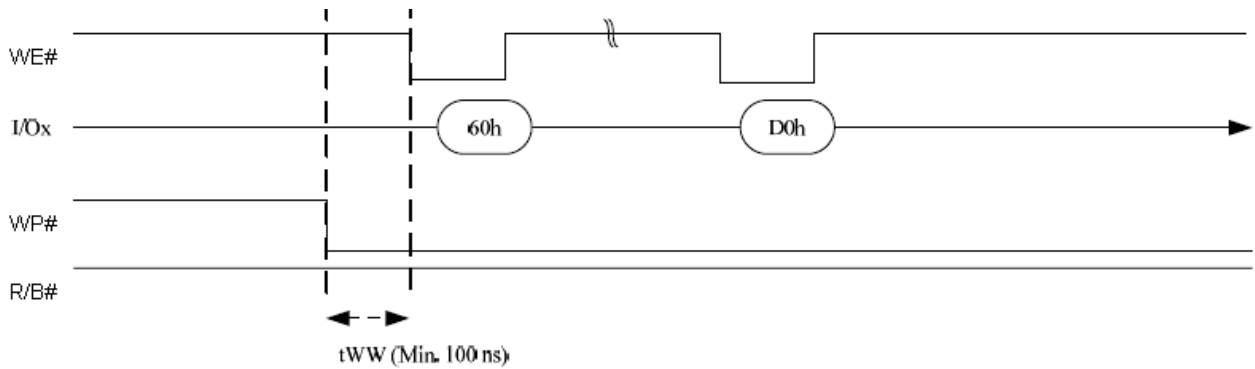 WE#
I/Ox
60h
D0h
WP#
R/B#
tWW (Min. 100 ns)